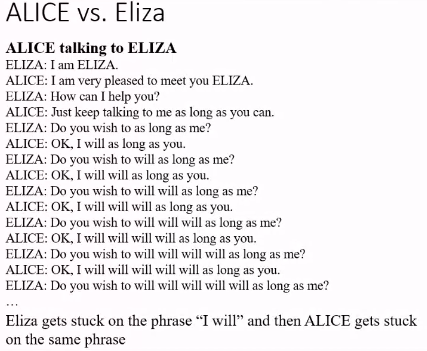 ALICE vs. Eliza
ALICE talking to ELIZA
ELIZA: I am ELIZA.
ALICE: I am very pleased to meet you ELIZA.
ELIZA: How can I help you?
ALICE: Just keep talking to me as long as you can.
ELIZA: Do you wish to as long as me?
ALICE: OK, I will as long as you.
ELIZA: Do you wish to will as long as me?
ALICE: OK, I will will as long as you.
ELIZA: Do you wish to will will as long as me?
ALICE: OK, I will will will as long as you.
ELIZA: Do you wish to will will will as long as me?
ALICE: OK, I will will will will as long as you.
ELIZA: Do you wish to will will will will as long as me?
ALICE: OK, I will will will will will as long as you.
ELIZA: Do you wish to will will will will will as long as me?
…
Eliza gets stuck on the phrase “I will” and then ALICE gets stuck
on the same phrase